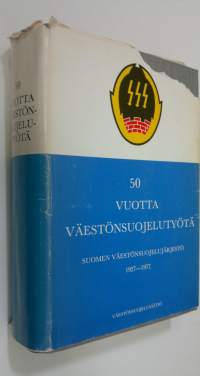 50
VUOTTA
VÄESTÖNSUOJELUTYÖTÄ
SUOMEN VÄESTÖNSUOJELUJÄRJESTÖ
1927—1977
VÄESTÖNSUOJELUSÄÄTIÖ
50
VUOTTA
VÄESTÖN-
SUOJELU-
TYÖTÄ